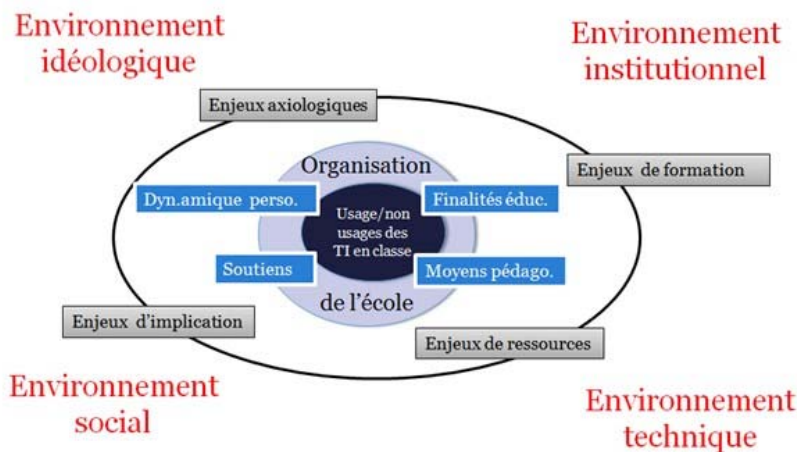 Environnement
idéologique
Environnement
institutionnel
Enjeux axiologiques
Organisation
Enjeux de formation
Dyn.amique perso.
Finalités éduc.
Usage/non
usages des
TI en classe
Soutiens
Moyens pédago.
de l'école
Enjeux d'implication
Enjeux de ressources
Environnement
social
Environnement
technique